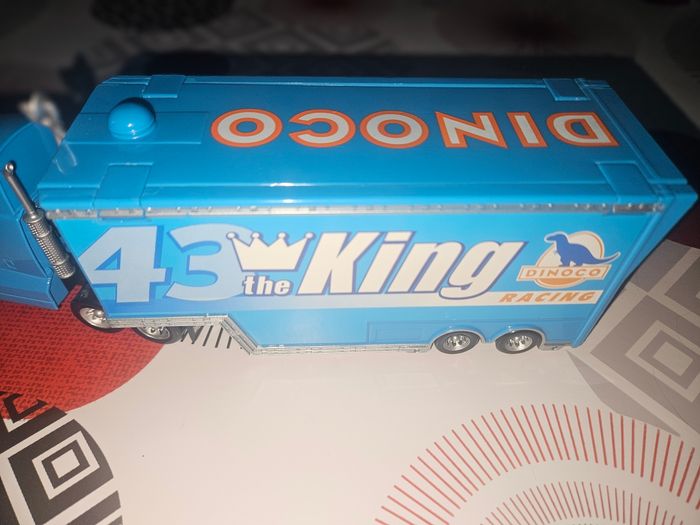 DINOCO
43 the King
DINOCO
RACING